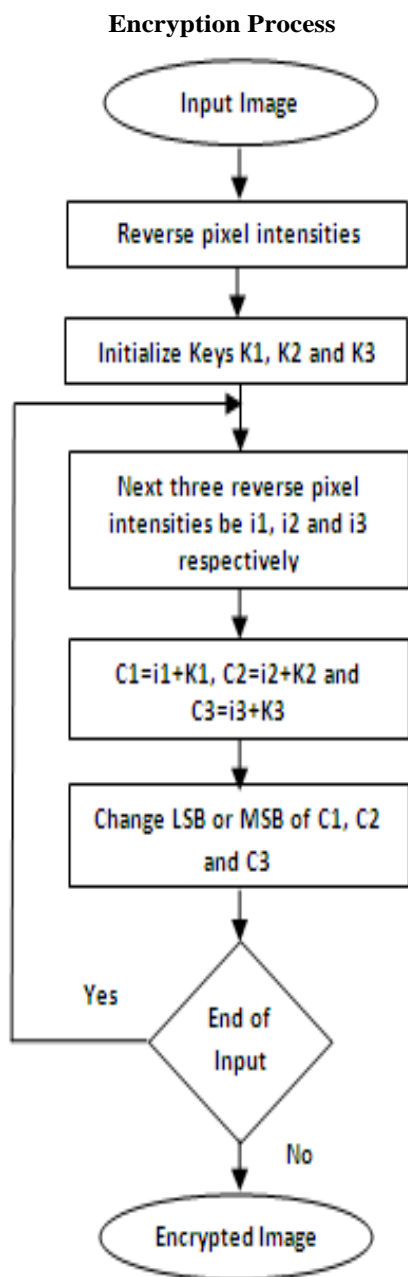 Encryption Process
Input Image
Reverse pixel intensities
Initialize Keys K1, K2 and K3
Next three reverse pixel
intensities be i1, i2 and i3
respectively
C1=i1+K1, C2=i2+K2 and
C3=i3+K3
Change LSB or MSB of C1, C2
and C3
Yes
End of
Input
No
Encrypted Image